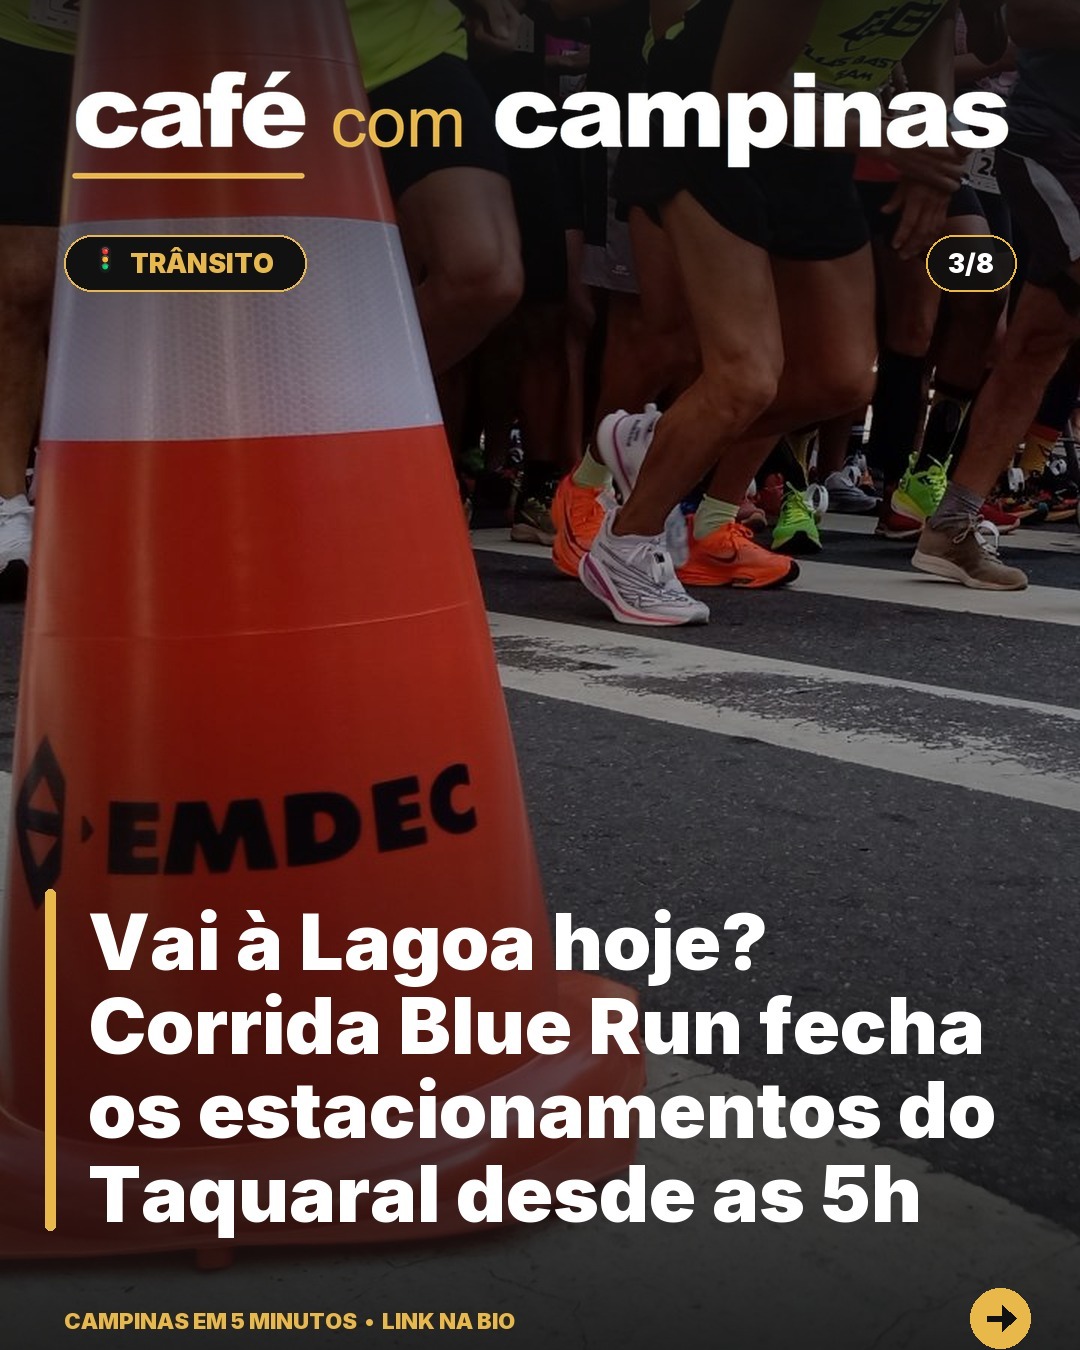 café com campinas
TRÂNSITO
3/8
EMDEC
Vai à Lagoa hoje?
Corrida Blue Run fecha
os estacionamentos do
Taquaral desde as 5h
CAMPINAS EM 5 MINUTOS • LINK NA BIO